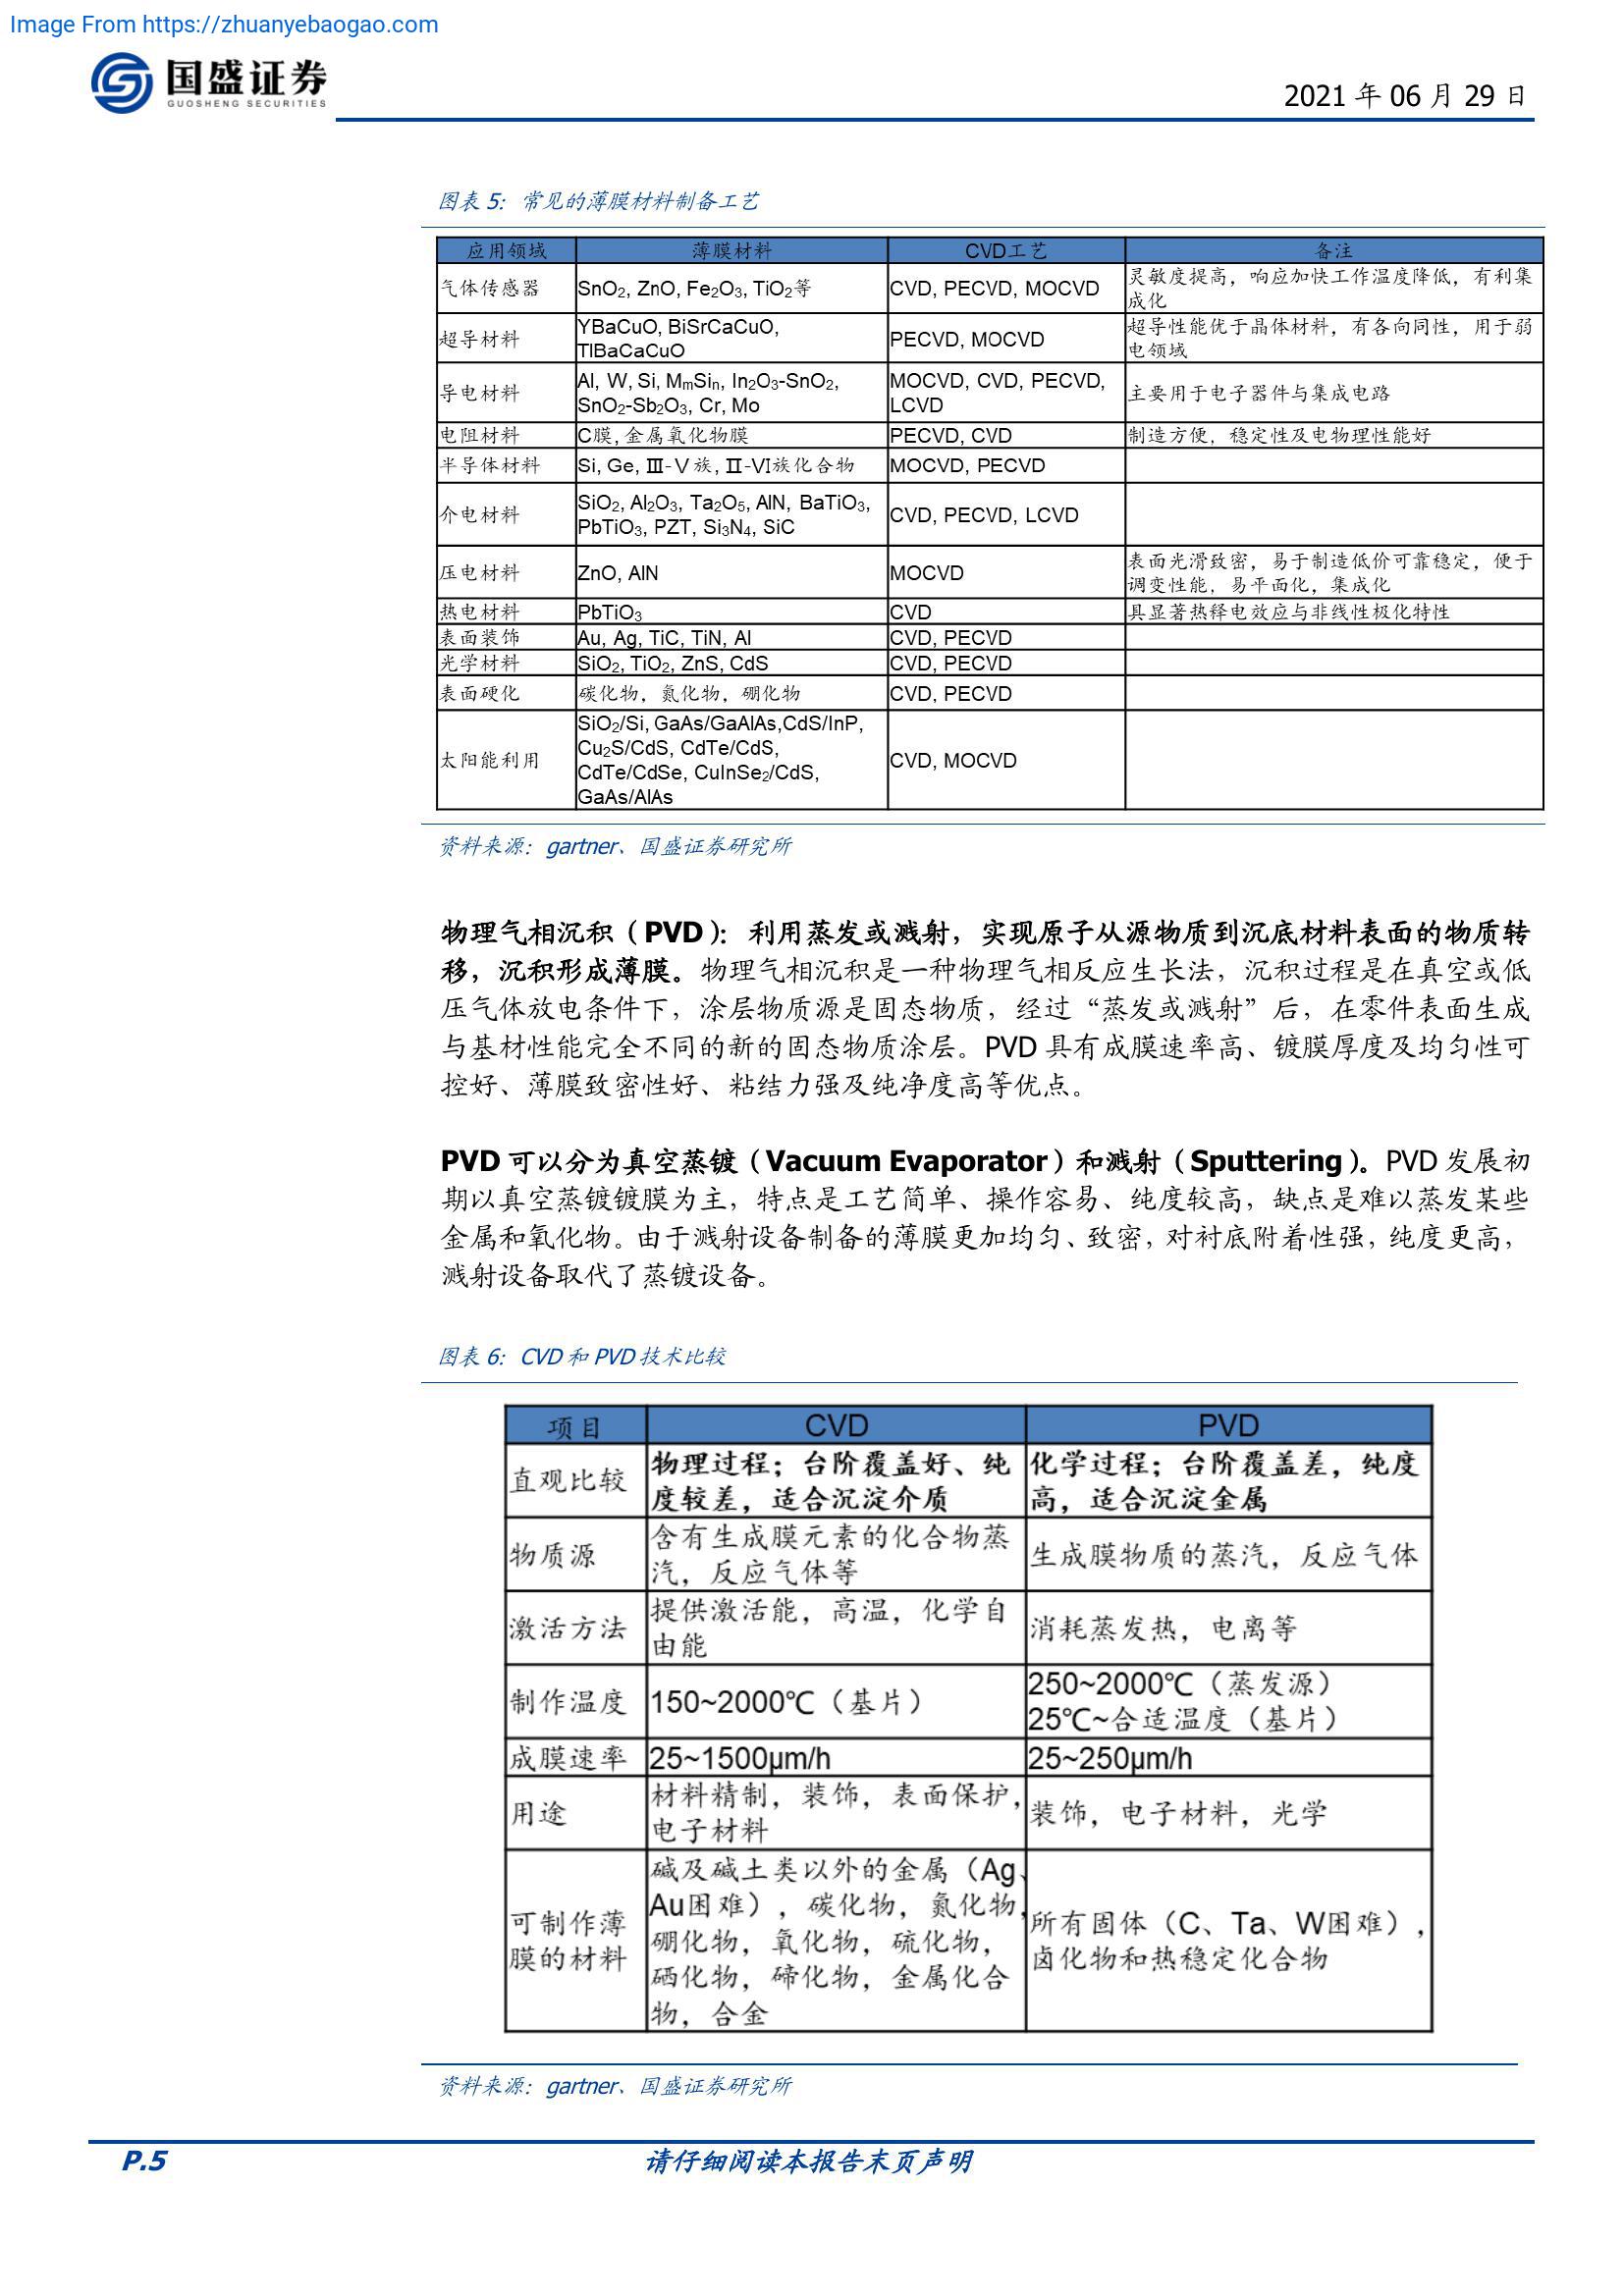 Image From https://zhuanyebaogao.com
国盛证券
GUOSHENG SECURITIES
2021 年 06 月 29 日
图表 5: 常见的薄膜材料制备工艺
应用领域 薄膜材料 CVD工艺 备注
气体传感器 SnO₂, ZnO, Fe₂O₃, TiO₂等 CVD, PECVD, MOCVD 灵敏度提高，响应加快工作温度降低，有利集
成化
超导材料 YBaCuO, BiSrCaCuO,
TlBaCaCuO PECVD, MOCVD 超导性能优于晶体材料，有各向同性，用于弱
电领域
导电材料 Al, W, Si, MmSin, In₂O₃-SnO₂,
SnO₂-Sb₂O₃, Cr, Mo MOCVD, CVD, PECVD,
LCVD 主要用于电子器件与集成电路
电阻材料 C膜, 金属氧化物膜 PECVD, CVD 制造方便，稳定性及电物理性能好
半导体材料 Si, Ge, Ⅲ-Ⅴ族, Ⅱ-Ⅵ族化合物 MOCVD, PECVD
介电材料 SiO₂, Al₂O₃, Ta₂O₅, AlN, BaTiO₃,
PbTiO₃, PZT, Si₃N₄, SiC CVD, PECVD, LCVD
压电材料 ZnO, AlN MOCVD 表面光滑致密，易于制造低价可靠稳定，便于
调变性能，易平面化，集成化
热电材料 PbTiO₃ CVD 具显著热释电效应与非线性极化特性
表面装饰 Au, Ag, TiC, TiN, Al CVD, PECVD
光学材料 SiO₂, TiO₂, ZnS, CdS CVD, PECVD
表面硬化 碳化物，氮化物，硼化物 CVD, PECVD
太阳能利用 SiO₂/Si, GaAs/GaAlAs,CdS/InP,
Cu₂S/CdS, CdTe/CdS,
CdTe/CdSe, CuInSe₂/CdS,
GaAs/AlAs CVD, MOCVD
资料来源：gartner、国盛证券研究所
物理气相沉积（PVD）：利用蒸发或溅射，实现原子从源物质到沉底材料表面的物质转
移，沉积形成薄膜。物理气相沉积是一种物理气相反应生长法，沉积过程是在真空或低
压气体放电条件下，涂层物质源是固态物质，经过“蒸发或溅射”后，在零件表面生成
与基材性能完全不同的新的固态物质涂层。PVD 具有成膜速率高、镀膜厚度及均匀性可
控好、薄膜致密性好、粘结力强及纯净度高等优点。
PVD 可以分为真空蒸镀（Vacuum Evaporator）和溅射（Sputtering）。PVD 发展初
期以真空蒸镀镀膜为主，特点是工艺简单、操作容易、纯度较高，缺点是难以蒸发某些
金属和氧化物。由于溅射设备制备的薄膜更加均匀、致密，对衬底附着性强，纯度更高，
溅射设备取代了蒸镀设备。
图表 6: CVD 和 PVD 技术比较
项目 CVD PVD
直观比较 物理过程；台阶覆盖好、纯
度较差，适合沉淀介质 化学过程；台阶覆盖差，纯度
高，适合沉淀金属
物质源 含有生成膜元素的化合物蒸
汽，反应气体等 生成膜物质的蒸汽，反应气体
激活方法 提供激活能，高温，化学自
由能 消耗蒸发热，电离等
制作温度 150~2000℃（基片） 250~2000℃（蒸发源）
25℃~合适温度（基片）
成膜速率 25~1500μm/h 25~250μm/h
用途 材料精制，装饰，表面保护，
电子材料 装饰，电子材料，光学
可制作薄
膜的材料 碱及碱土类以外的金属（Ag、
Au困难），碳化物，氮化物，
硼化物，氧化物，硫化物，
硒化物，碲化物，金属化合
物，合金 所有固体（C、Ta、W困难），
卤化物和热稳定化合物
资料来源：gartner、国盛证券研究所
P.5 请仔细阅读本报告末页声明